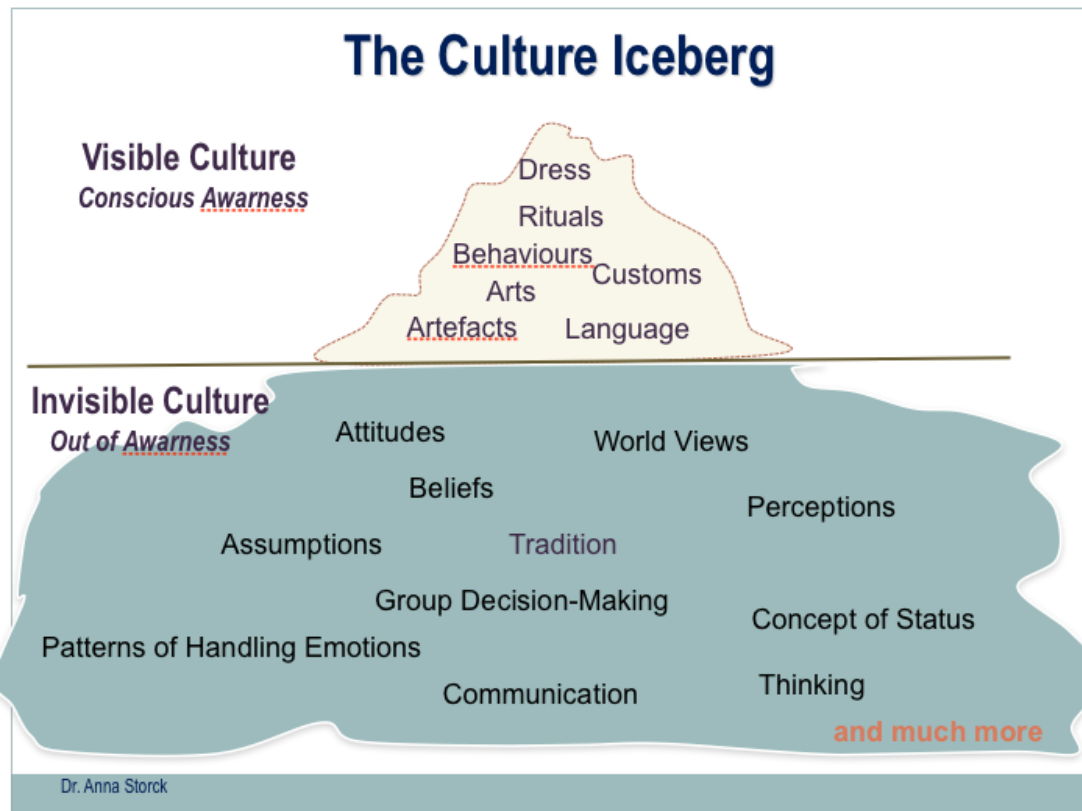 The Culture Iceberg
Visible Culture
Conscious Awarness
Dress
Rituals
Behaviours
Customs
Arts
Artefacts
Language
Invisible Culture
Out of Awarness
Attitudes
World Views
Beliefs
Perceptions
Assumptions
Tradition
Group Decision-Making
Concept of Status
Patterns of Handling Emotions
Thinking
Communication
and much more
Dr. Anna Storck